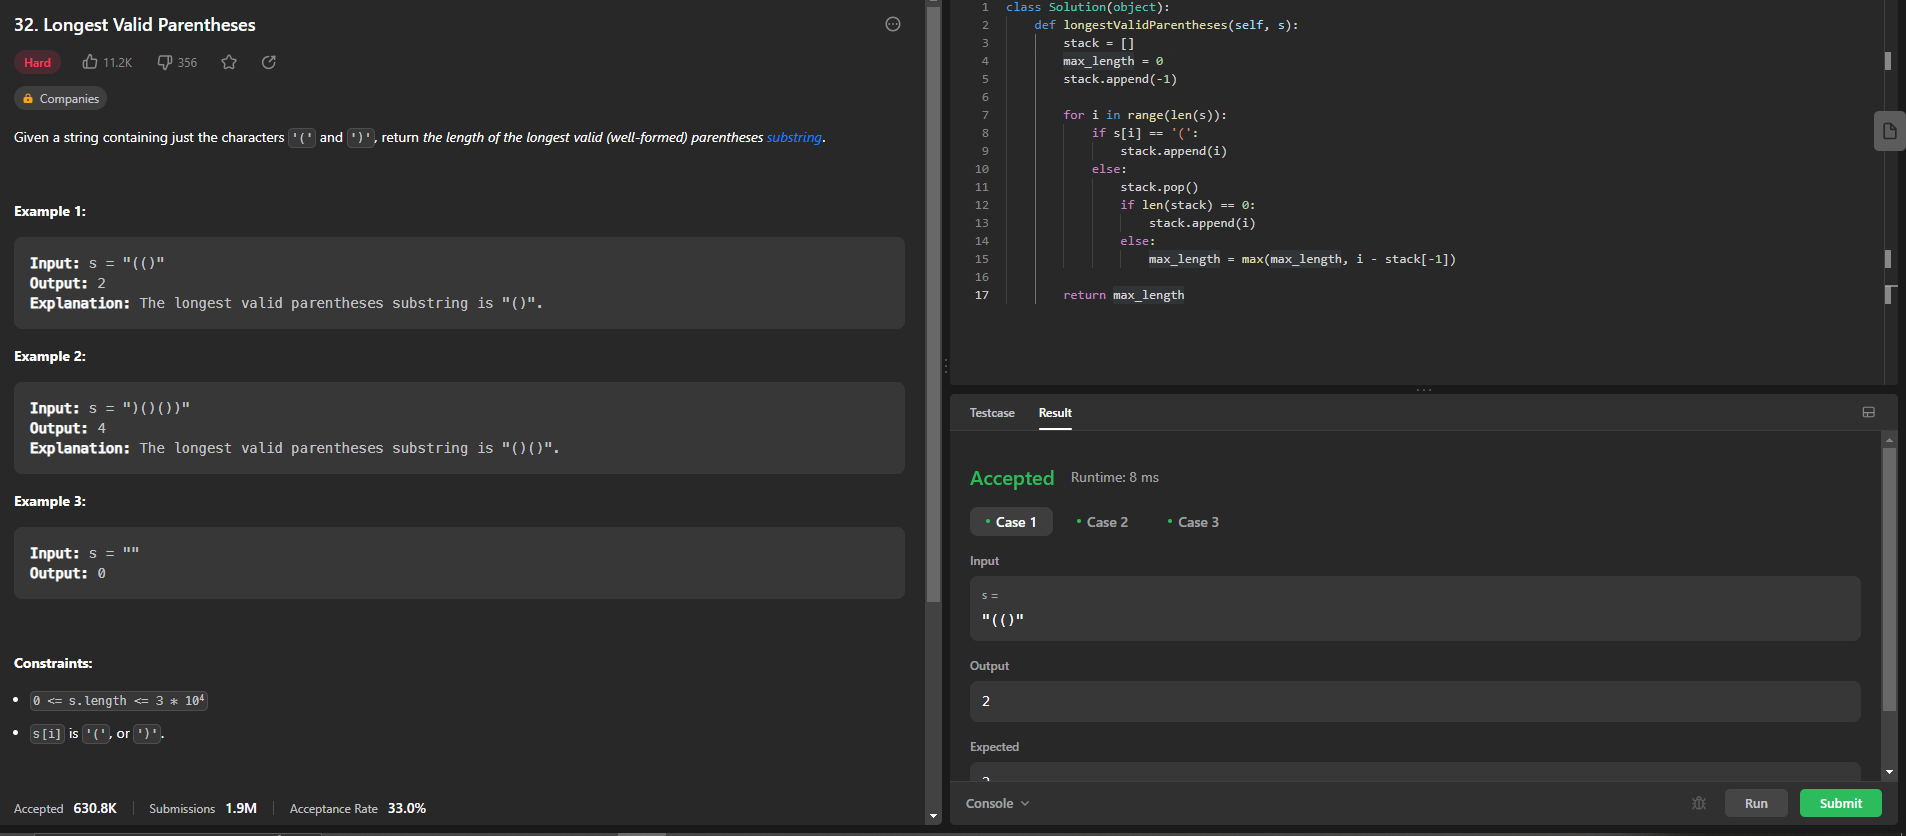 32. Longest Valid Parentheses
Hard 11.2K 356
Companies
Given a string containing just the characters '(' and ')', return the length of the longest valid (well-formed) parentheses substring.
Example 1:
Input: s = "(()"
Output: 2
Explanation: The longest valid parentheses substring is "()".
Example 2:
Input: s = ")()())"
Output: 4
Explanation: The longest valid parentheses substring is "()()".
Example 3:
Input: s = ""
Output: 0
Constraints:
• 0 <= s.length <= 3 * 10⁴
• s[i] is '(', or ')'.
Accepted 630.8K Submissions 1.9M Acceptance Rate 33.0%
1 class Solution(object):
2 def longestValidParentheses(self, s):
3 stack = []
4 max_length = 0
5 stack.append(-1)
6
7 for i in range(len(s)):
8 if s[i] == '(':
9 stack.append(i)
10 else:
11 stack.pop()
12 if len(stack) == 0:
13 stack.append(i)
14 else:
15 max_length = max(max_length, i - stack[-1])
16
17 return max_length
Testcase Result
Accepted Runtime: 8 ms
• Case 1 • Case 2 • Case 3
Input
s =
"(()"
Output
2
Expected
Console Run Submit